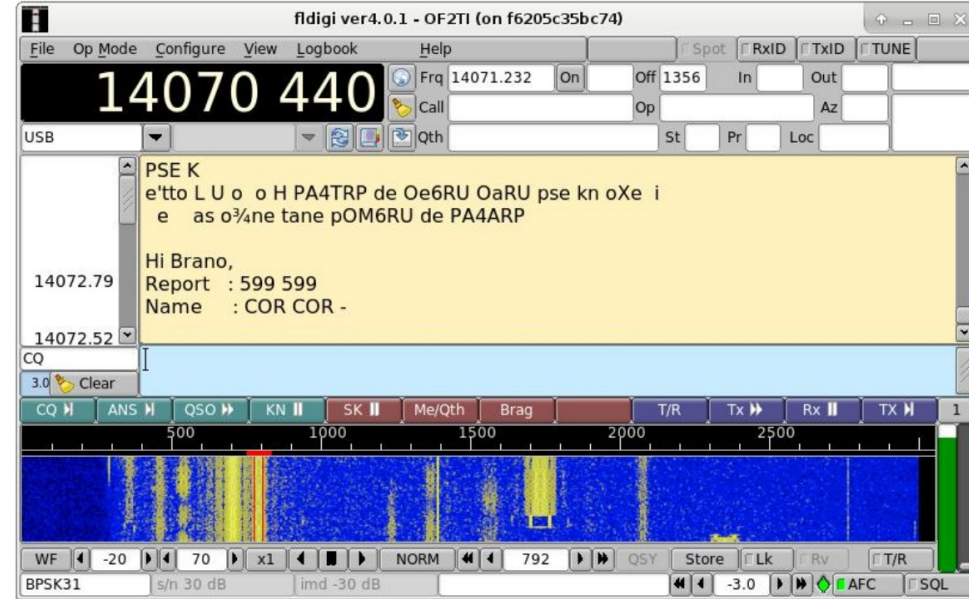 fldigi ver4.0.1 - OF2TI (on f6205c35bc74)
File Op Mode Configure View Logbook Help Spot RxID TxID TUNE
14070 440 Frq 14071.232 On Off 1356 In Out
Call Op Az
USB Qth St Pr Loc
PSE K
e'tto L U o o H PA4TRP de Oe6RU OaRU pse kn oXe i
e as o¾ne tane pOM6RU de PA4ARP
Hi Brano,
14072.79 Report : 599 599
Name : COR COR -
14072.52
CQ
3.0 Clear
CQ ANS QSO KN SK Me/Qth Brag T/R Tx Rx TX 1
500 1000 1500 2000 2500
WF -20 70 x1 NORM 792 QSY Store Lk Rv T/R
BPSK31 s/n 30 dB imd -30 dB -3.0 AFC SQL